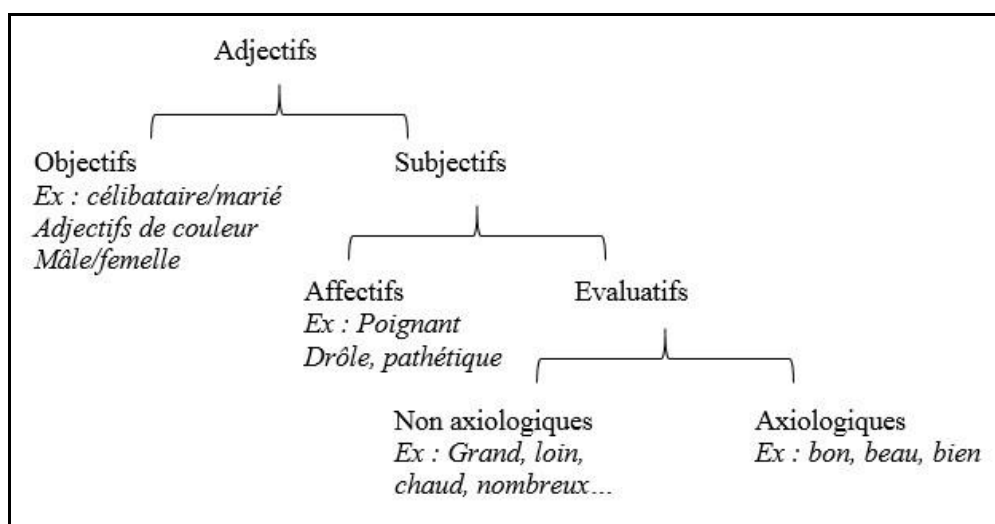 Adjectifs
Objectifs
Ex : célibataire/marié
Adjectifs de couleur
Mâle/femelle
Subjectifs
Affectifs
Ex : Poignant
Drôle, pathétique
Evaluatifs
Non axiologiques
Ex : Grand, loin,
chaud, nombreux…
Axiologiques
Ex : bon, beau, bien